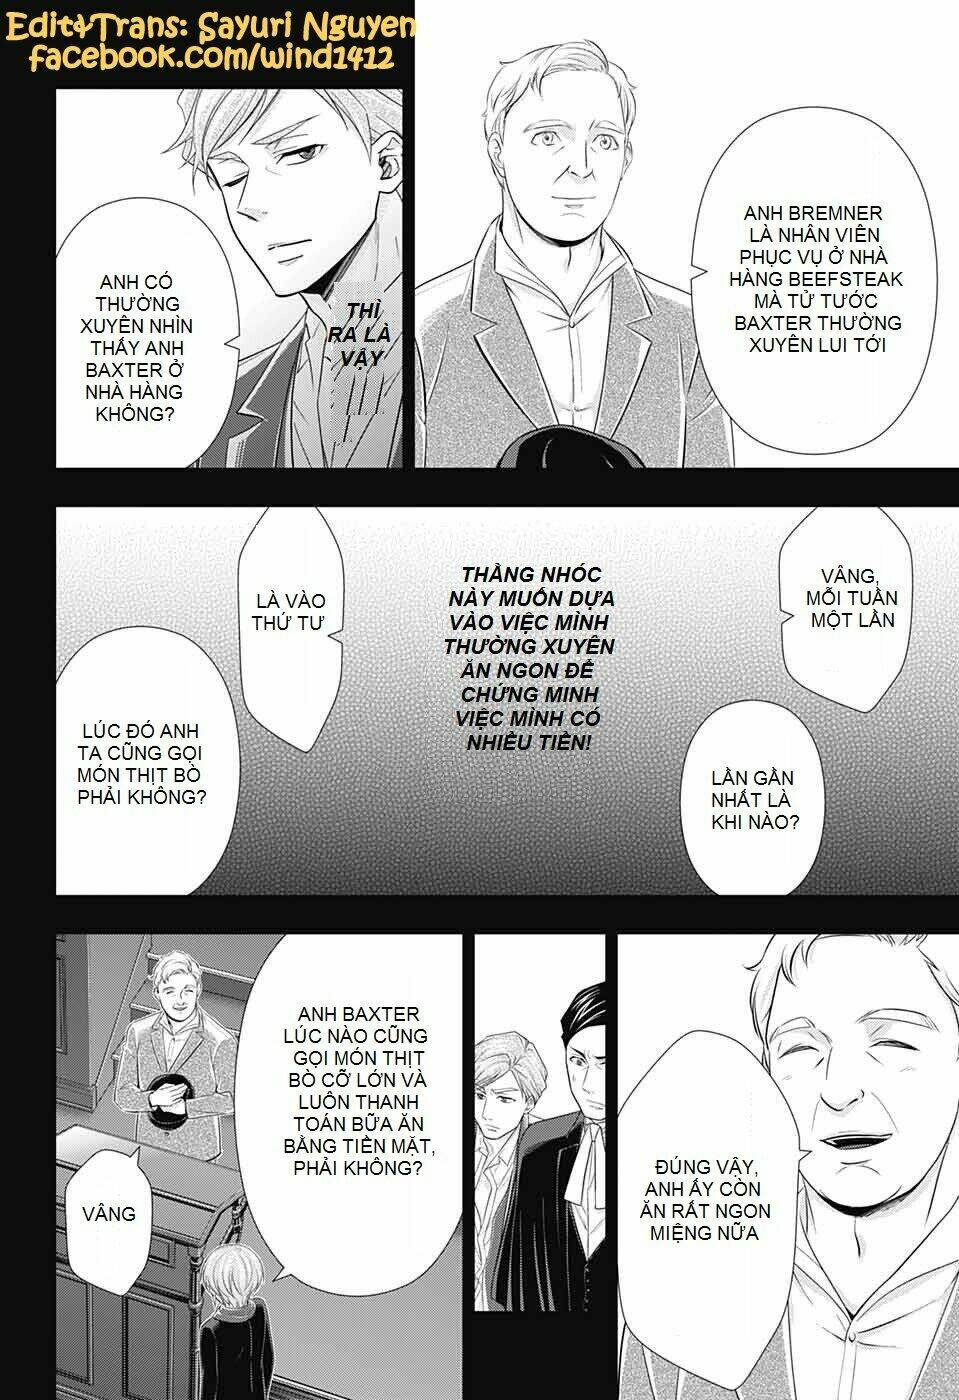 Edit&Trans: Sayuri Nguyen
facebook.com/wind1412
ANH BREMNER
LÀ NHÂN VIÊN
PHỤC VỤ Ở NHÀ
HÀNG BEEFSTEAK
MÀ TỬ TƯỚC
BAXTER THƯỜNG
XUYÊN LUI TỚI
THÌ
RA LÀ
VẬY
ANH CÓ
THƯỜNG
XUYÊN NHÌN
THẤY ANH
BAXTER Ở
NHÀ HÀNG
KHÔNG?
VÂNG,
MỖI TUẦN
MỘT LẦN
LẦN GẦN
NHẤT LÀ
KHI NÀO?
THẰNG NHÓC
NÀY MUỐN DỰA
VÀO VIỆC MÌNH
THƯỜNG XUYÊN
ĂN NGON ĐỂ
CHỨNG MINH
VIỆC MÌNH CÓ
NHIỀU TIỀN!
LÀ VÀO
THỨ TƯ
LÚC ĐÓ ANH
TA CŨNG GỌI
MÓN THỊT BÒ
PHẢI KHÔNG?
ĐÚNG VẬY,
ANH ẤY CÒN
ĂN RẤT NGON
MIỆNG NỮA
ANH BAXTER
LÚC NÀO CŨNG
GỌI MÓN THỊT
BÒ CỠ LỚN VÀ
LUÔN THANH
TOÁN BỮA ĂN
BẰNG TIỀN MẶT,
PHẢI KHÔNG?
VÂNG